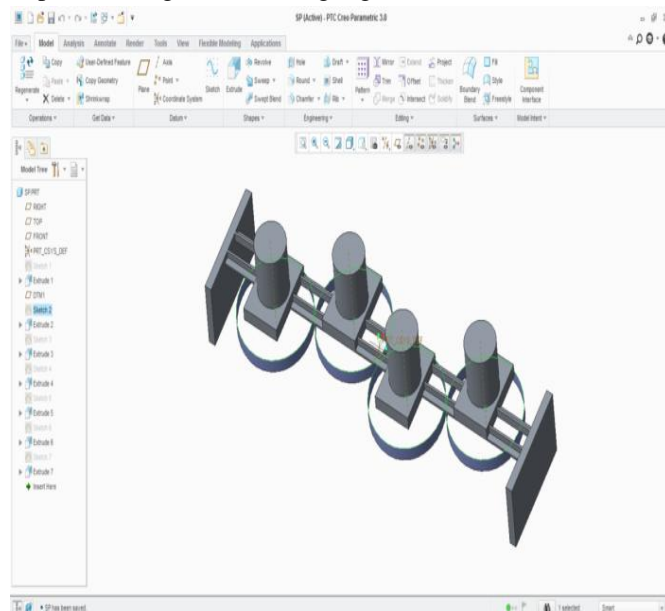 SP (Active) - PTC Creo Parametric 3.0
File Model Analysis Annotate Render Tools View Flexible Modeling Applications
Regenerate
Copy
Paste
Delete
User-Defined Feature
Copy Geometry
Shrinkwrap
Plane
Axis
Point
Coordinate System
Sketch
Extrude
Revolve
Sweep
Swept Blend
Hole
Round
Chamfer
Draft
Shell
Rib
Pattern
Mirror
Trim
Merge
Extend
Offset
Intersect
Project
Thicken
Solidify
Boundary Blend
Fill
Style
Freestyle
Component Interface
Operations Get Data Datum Shapes Engineering Editing Surfaces Model Intent
Model Tree
SP.PRT
RIGHT
TOP
FRONT
PRT_CSYS_DEF
Sketch 1
Extrude 1
DTM1
Sketch 2
Extrude 2
Sketch 3
Extrude 3
Sketch 4
Extrude 4
Sketch 5
Extrude 5
Sketch 6
Extrude 6
Sketch 7
Extrude 7
Insert Here
SP has been saved.
1 selected
Smart